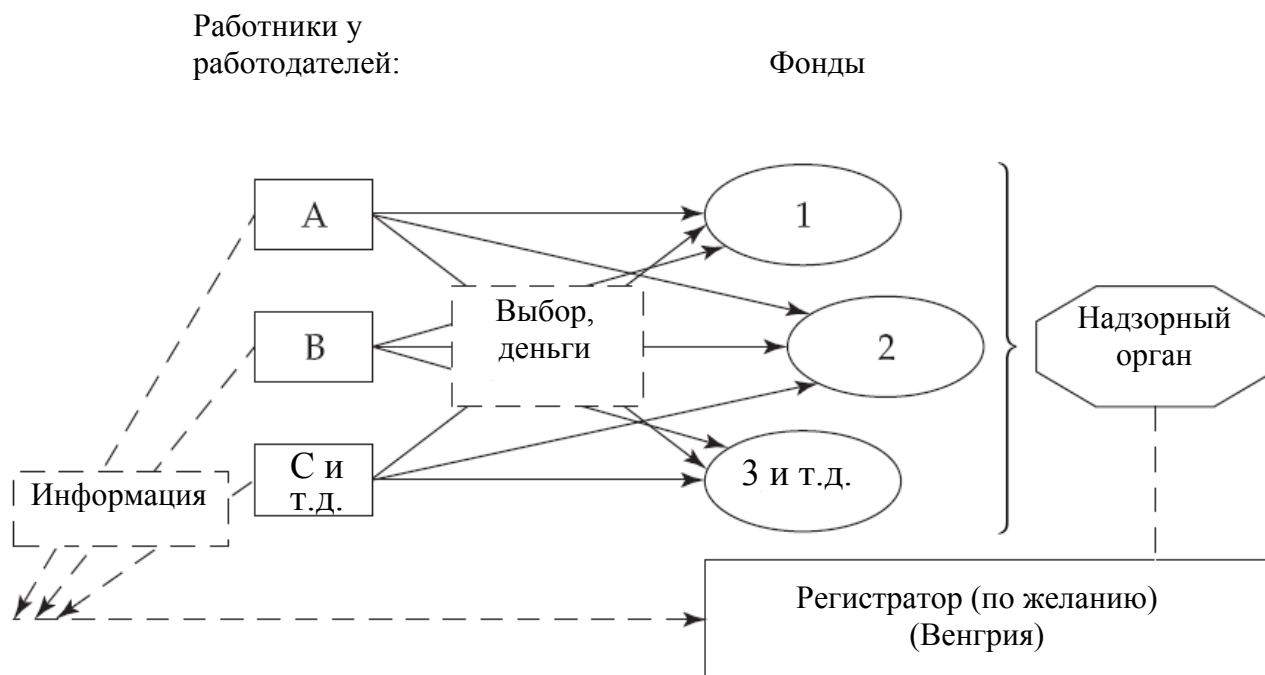 Работники у
работодателей:
Фонды
A
1
Выбор,
деньги
B
2
Надзорный
орган
С и
т.д.
3 и т.д.
Информация
Регистратор (по желанию)
(Венгрия)